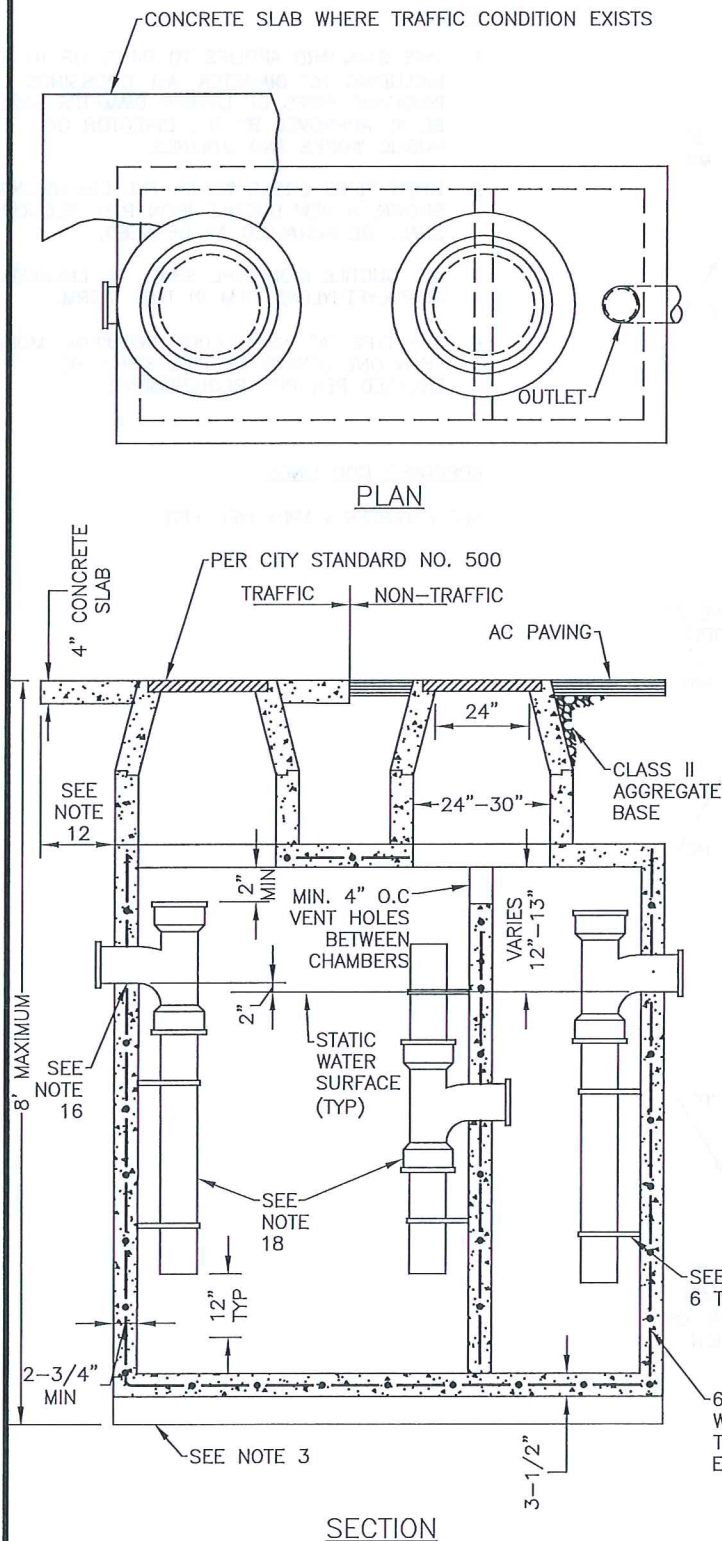 CONCRETE SLAB WHERE TRAFFIC CONDITION EXISTS
OUTLET
PLAN
4" CONCRETE
SLAB
PER CITY STANDARD NO. 500
TRAFFIC
NON-TRAFFIC
AC PAVING
24"
CLASS II
AGGREGATE
BASE
SEE
NOTE
12
24"-30"
2"
MIN
MIN. 4" O.C
VENT HOLES
BETWEEN
CHAMBERS
VARIES
12"-13"
2"
8' MAXIMUM
SEE
NOTE
16
STATIC
WATER
SURFACE
(TYP)
SEE
NOTE
18
12"
TYP
SEE
6 T
2-3/4"
MIN
6
W
T
E
SEE NOTE 3
3-1/2"
SECTION